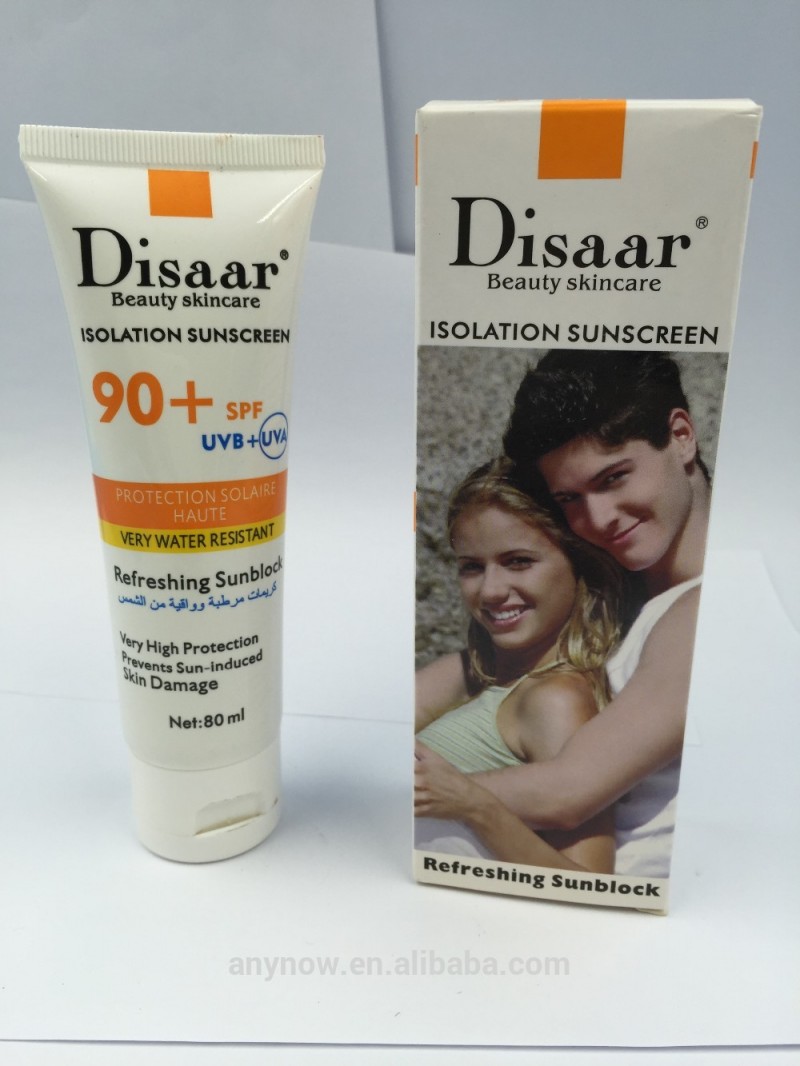 Disaar®
Beauty skincare
ISOLATION SUNSCREEN
90+ SPF
UVB+UVA
PROTECTION SOLAIRE
HAUTE
VERY WATER RESISTANT
Refreshing Sunblock
كريمات مرطبة وواقية من الشمس
Very High Protection
Prevents Sun-induced
Skin Damage
Net:80ml
Disaar®
Beauty skincare
ISOLATION SUNSCREEN
Refreshing Sunblock
anynow.en.alibaba.com